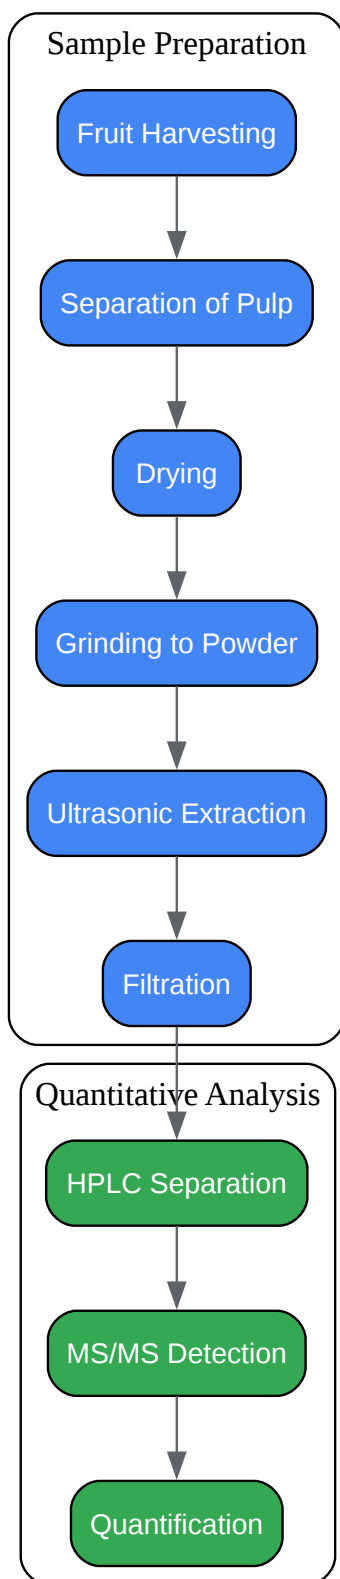 Sample Preparation
Fruit Harvesting
Separation of Pulp
Drying
Grinding to Powder
Ultrasonic Extraction
Filtration
Quantitative Analysis
HPLC Separation
MS/MS Detection
Quantification